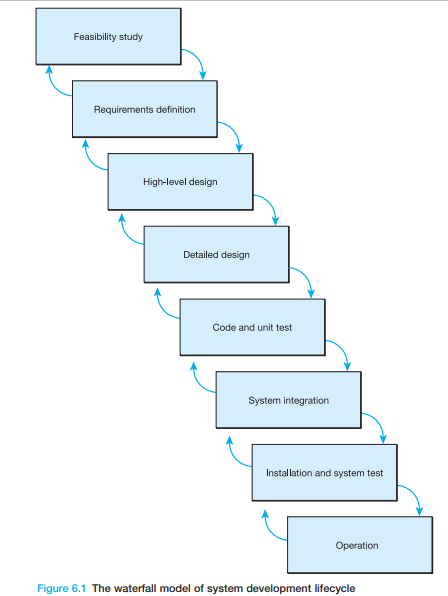 Feasibility study
Requirements definition
High-level design
Detailed design
Code and unit test
System integration
Installation and system test
Operation
Figure 6.1 The waterfall model of system development lifecycle